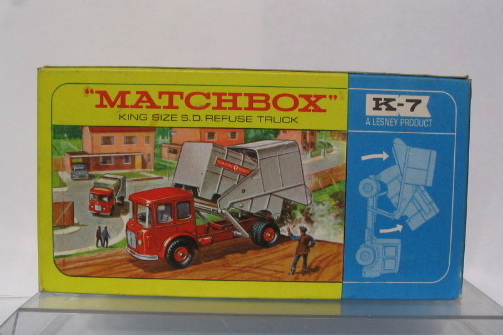 "MATCHBOX"
KING SIZE S.D. REFUSE TRUCK
K-7
A LESNEY PRODUCT